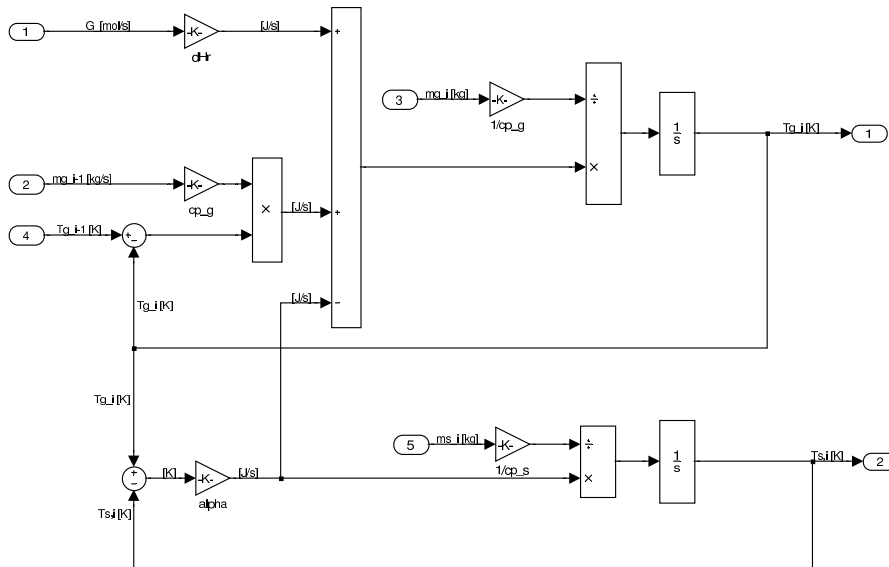 1
G [mol/s]
-K-
dHr
[J/s]
+
3
mg_i [kg]
-K-
1/cp_g
÷
×
1
s
Tg_i [K]
1
2
mg_i-1 [kg/s]
-K-
cp_g
×
[J/s]
+
4
Tg_i-1 [K]
+
−
Tg_i [K]
[J/s]
−
Tg_i [K]
5
ms_i [kg]
-K-
1/cp_s
÷
×
1
s
Ts,i [K]
2
+
−
[K]
-K-
alpha
[J/s]
Ts,i [K]